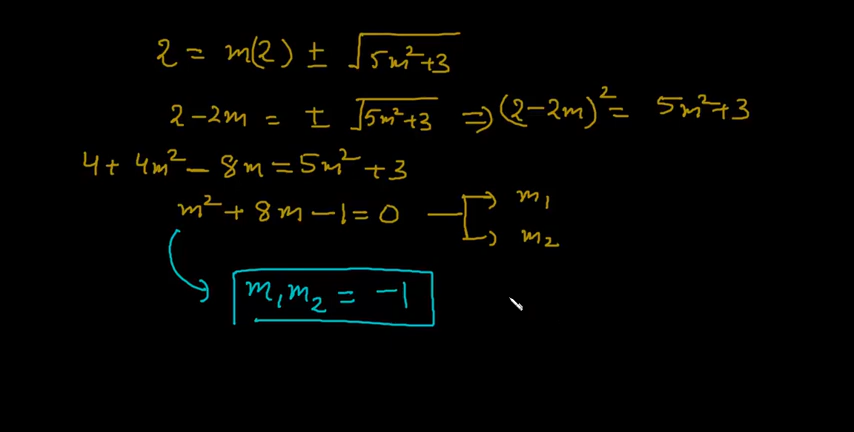 2 = m(2) ± √(5m²+3)
2-2m = ± √(5m²+3) ⇒ (2-2m)² = 5m²+3
4+ 4m² - 8m = 5m² + 3
m² + 8m - 1 = 0 → m₁
→ m₂
m₁m₂ = -1